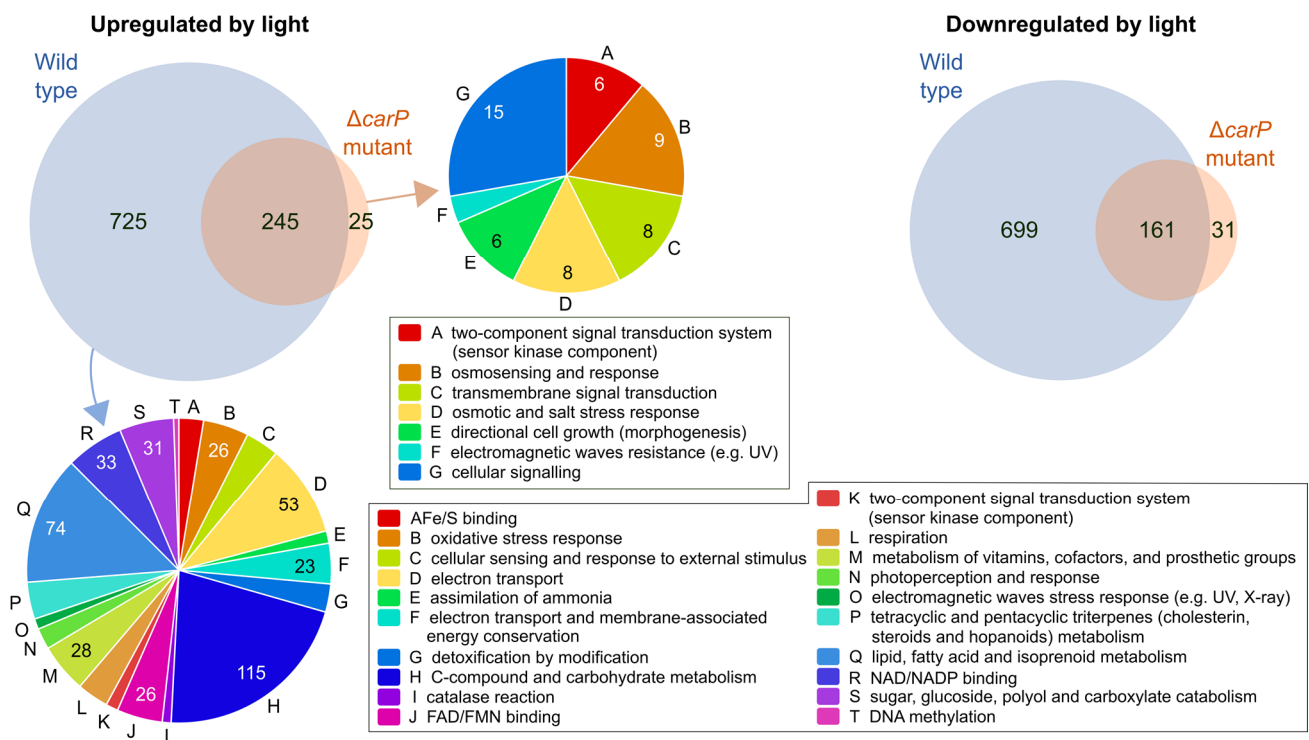 Upregulated by light
Downregulated by light
Wild
type
ΔcarP
mutant
725
245
25
A
6
B
9
C
8
D
8
E
6
F
G
15
Wild
type
ΔcarP
mutant
699
161
31
A two-component signal transduction system
(sensor kinase component)
B osmosensing and response
C transmembrane signal transduction
D osmotic and salt stress response
E directional cell growth (morphogenesis)
F electromagnetic waves resistance (e.g. UV)
G cellular signalling
A
B
26
C
D
53
E
F
23
G
H
115
I
J
26
K
L
M
28
N
O
P
Q
74
R
33
S
31
T
AFe/S binding
B oxidative stress response
C cellular sensing and response to external stimulus
D electron transport
E assimilation of ammonia
F electron transport and membrane-associated
energy conservation
G detoxification by modification
H C-compound and carbohydrate metabolism
I catalase reaction
J FAD/FMN binding
K two-component signal transduction system
(sensor kinase component)
L respiration
M metabolism of vitamins, cofactors, and prosthetic groups
N photoperception and response
O electromagnetic waves stress response (e.g. UV, X-ray)
P tetracyclic and pentacyclic triterpenes (cholesterin,
steroids and hopanoids) metabolism
Q lipid, fatty acid and isoprenoid metabolism
R NAD/NADP binding
S sugar, glucoside, polyol and carboxylate catabolism
T DNA methylation